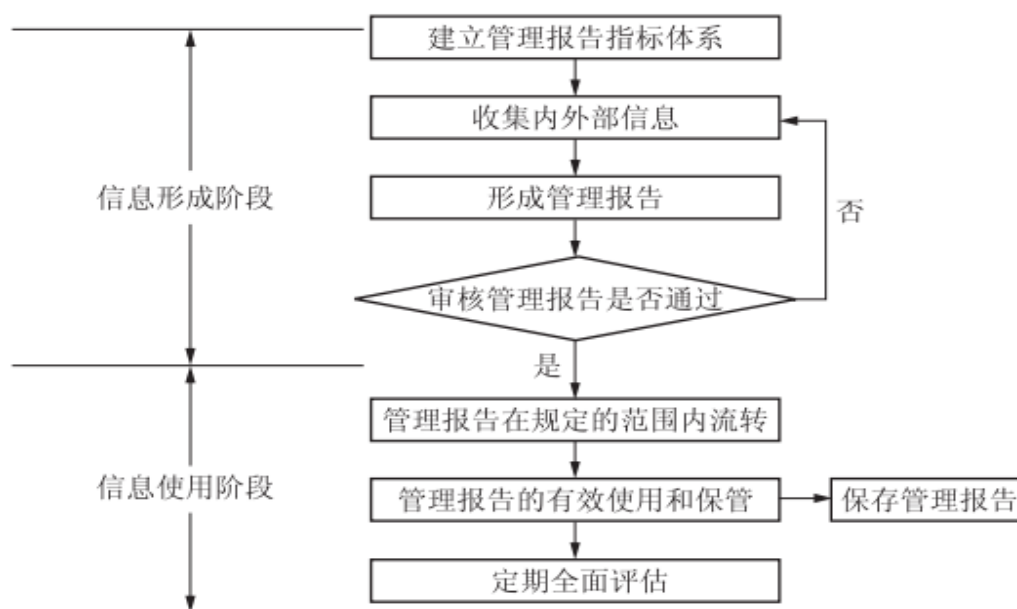 建立管理报告指标体系
收集内外部信息
信息形成阶段
形成管理报告
否
审核管理报告是否通过
是
管理报告在规定的范围内流转
信息使用阶段
管理报告的有效使用和保管
保存管理报告
定期全面评估